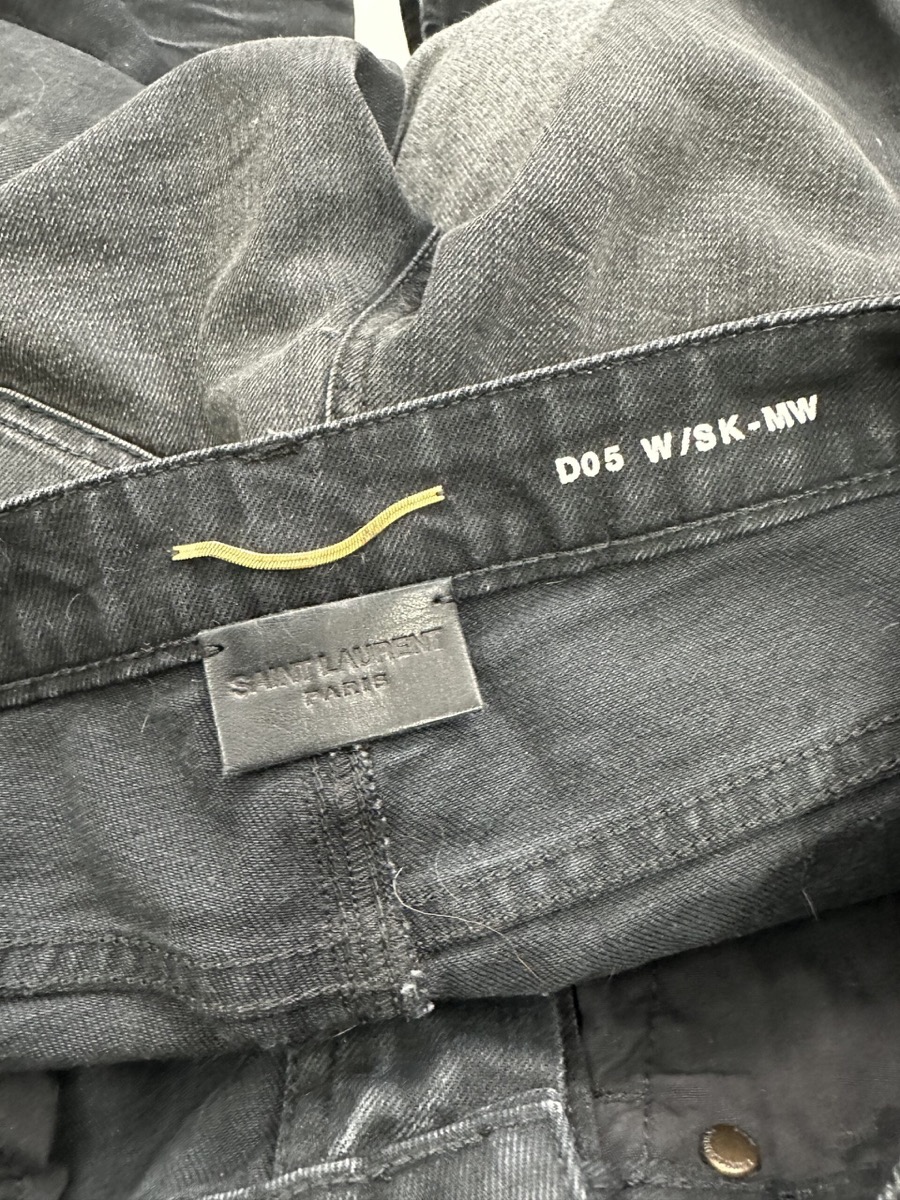 D05 W/SK-MW
SAINT LAURENT
PARIS